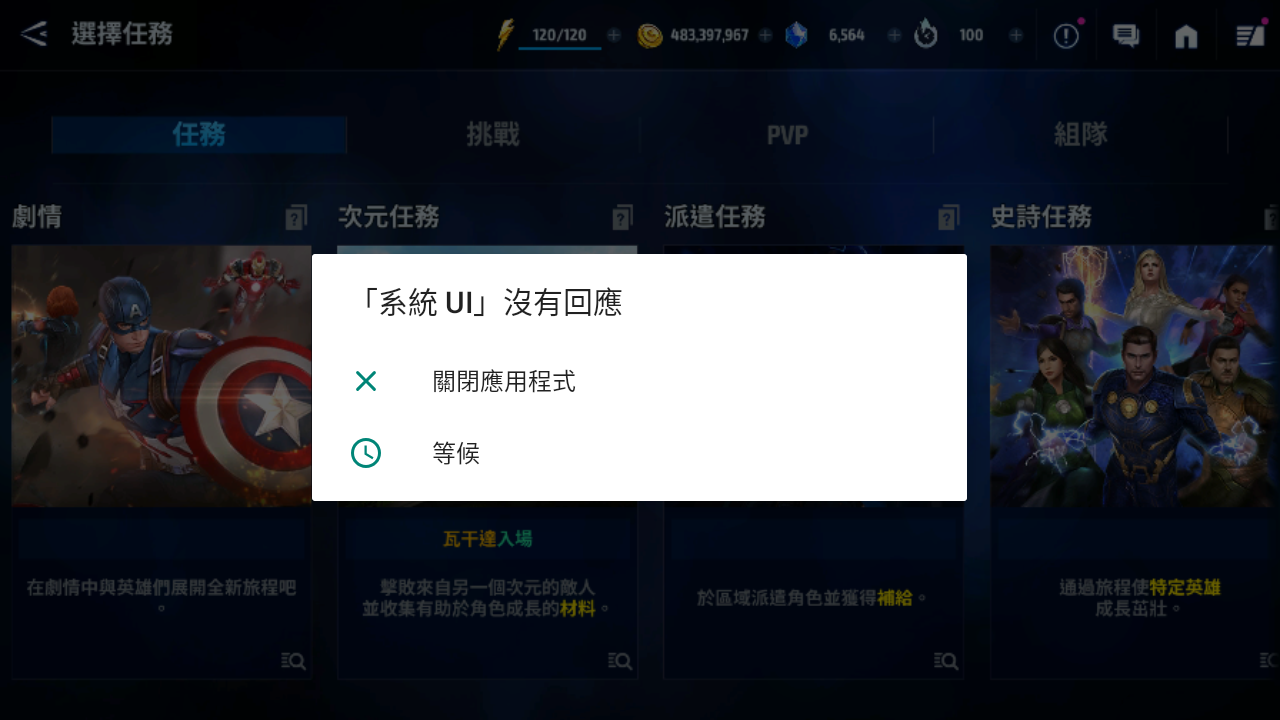 選擇任務
120/120
483,397,967
6,564
100
任務
挑戰
PVP
組隊
劇情
次元任務
派遣任務
史詩任務
「系統 UI」沒有回應
關閉應用程式
等候
在劇情中與英雄們展開全新旅程吧
。
瓦干達入場
擊敗來自另一個次元的敵人
並收集有助於角色成長的材料。
於區域派遣角色並獲得補給。
通過旅程使特定英雄
成長茁壯。